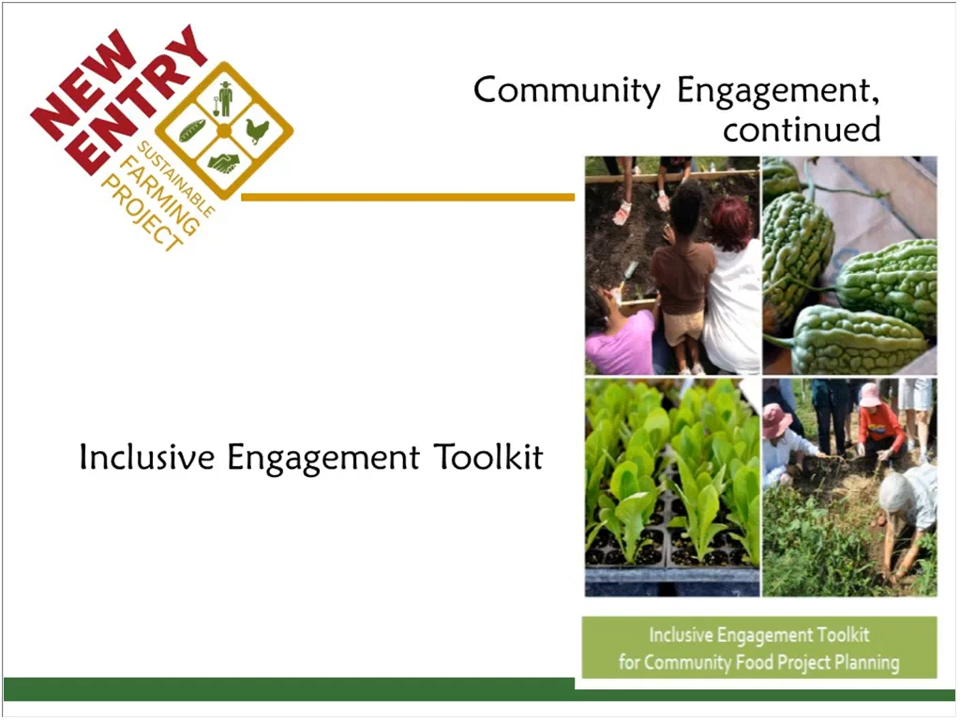 NEW
ENTRY
SUSTAINABLE
FARMING
PROJECT
Community Engagement,
continued
Inclusive Engagement Toolkit
Inclusive Engagement Toolkit
for Community Food Project Planning